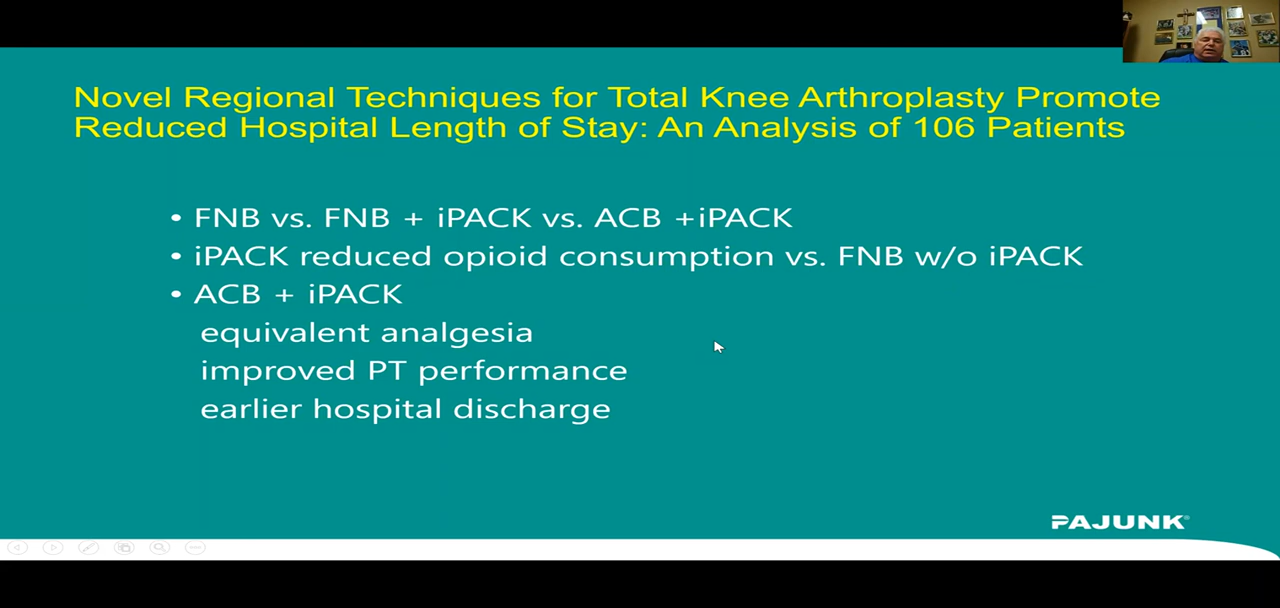 Novel Regional Techniques for Total Knee Arthroplasty Promote
Reduced Hospital Length of Stay: An Analysis of 106 Patients
• FNB vs. FNB + iPACK vs. ACB +iPACK
• iPACK reduced opioid consumption vs. FNB w/o iPACK
• ACB + iPACK
equivalent analgesia
improved PT performance
earlier hospital discharge
PAJUNK®